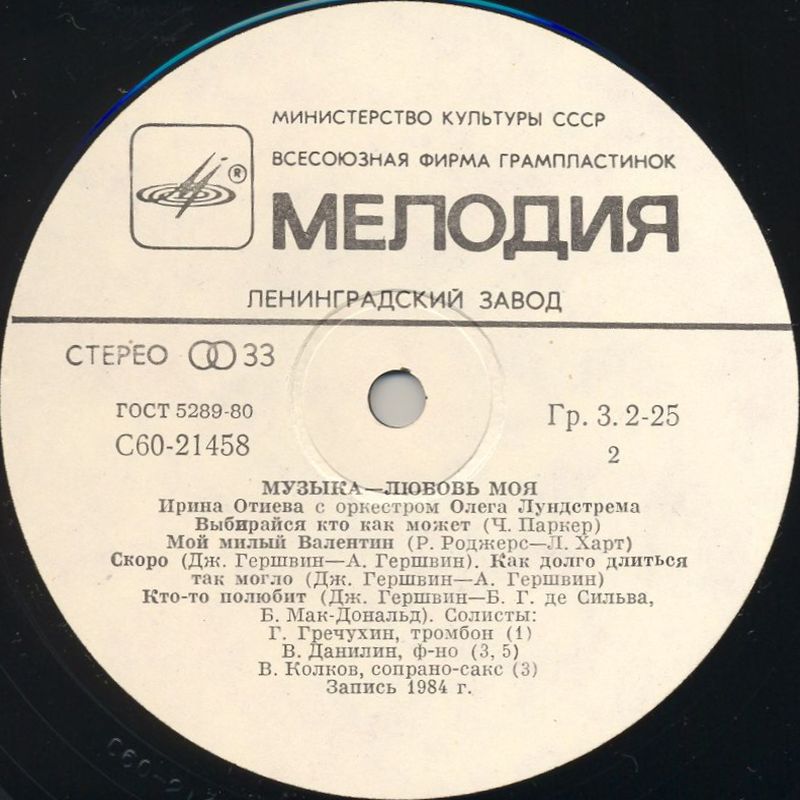 МИНИСТЕРСТВО КУЛЬТУРЫ СССР
ВСЕСОЮЗНАЯ ФИРМА ГРАМПЛАСТИНОК
®
МЕЛОДИЯ
ЛЕНИНГРАДСКИЙ ЗАВОД
СТЕРЕО 33
ГОСТ 5289-80
Гр. 3. 2-25
С60-21458
2
МУЗЫКА—ЛЮБОВЬ МОЯ
Ирина Отиева с оркестром Олега Лундстрема
Выбирайся кто как может (Ч. Паркер)
Мой милый Валентин (Р. Роджерс—Л. Харт)
Скоро (Дж. Гершвин—А. Гершвин). Как долго длиться
так могло (Дж. Гершвин—А. Гершвин)
Кто-то полюбит (Дж. Гершвин—Б. Г. де Сильва,
Б. Мак-Дональд). Солисты:
Г. Гречухин, тромбон (1)
В. Данилин, ф-но (3, 5)
В. Колков, сопрано-сакс (3)
Запись 1984 г.